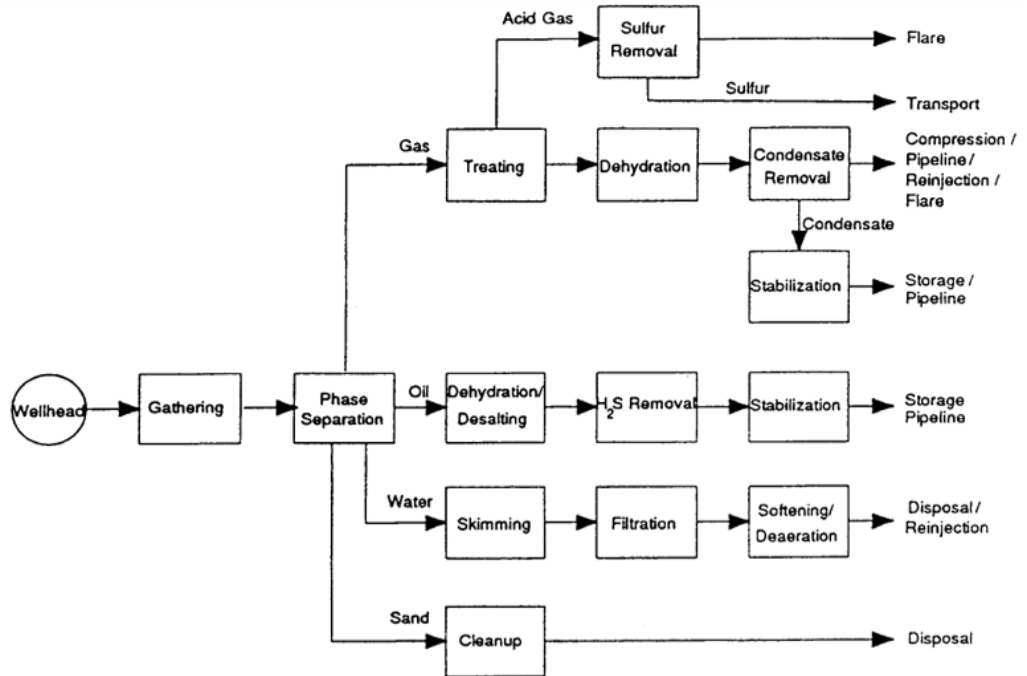 Acid Gas
Sulfur
Removal
Flare
Sulfur
Transport
Gas
Treating
Dehydration
Condensate
Removal
Compression /
Pipeline/
Reinjection /
Flare
Condensate
Stabilization
Storage /
Pipeline
Wellhead
Gathering
Phase
Separation
Oil
Dehydration/
Desalting
H₂S Removal
Stabilization
Storage
Pipeline
Water
Skimming
Filtration
Softening/
Deaeration
Disposal /
Reinjection
Sand
Cleanup
Disposal